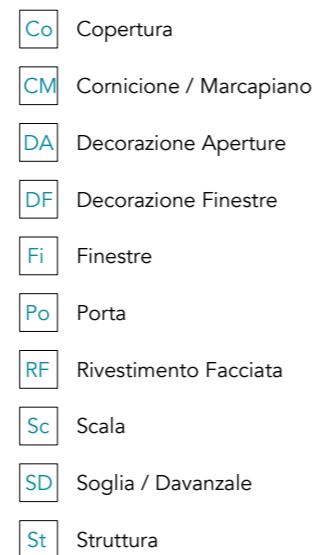 Co Copertura
CM Cornicione / Marcapiano
DA Decorazione Aperture
DF Decorazione Finestre
Fi Finestre
Po Porta
RF Rivestimento Facciata
Sc Scala
SD Soglia / Davanzale
St Struttura